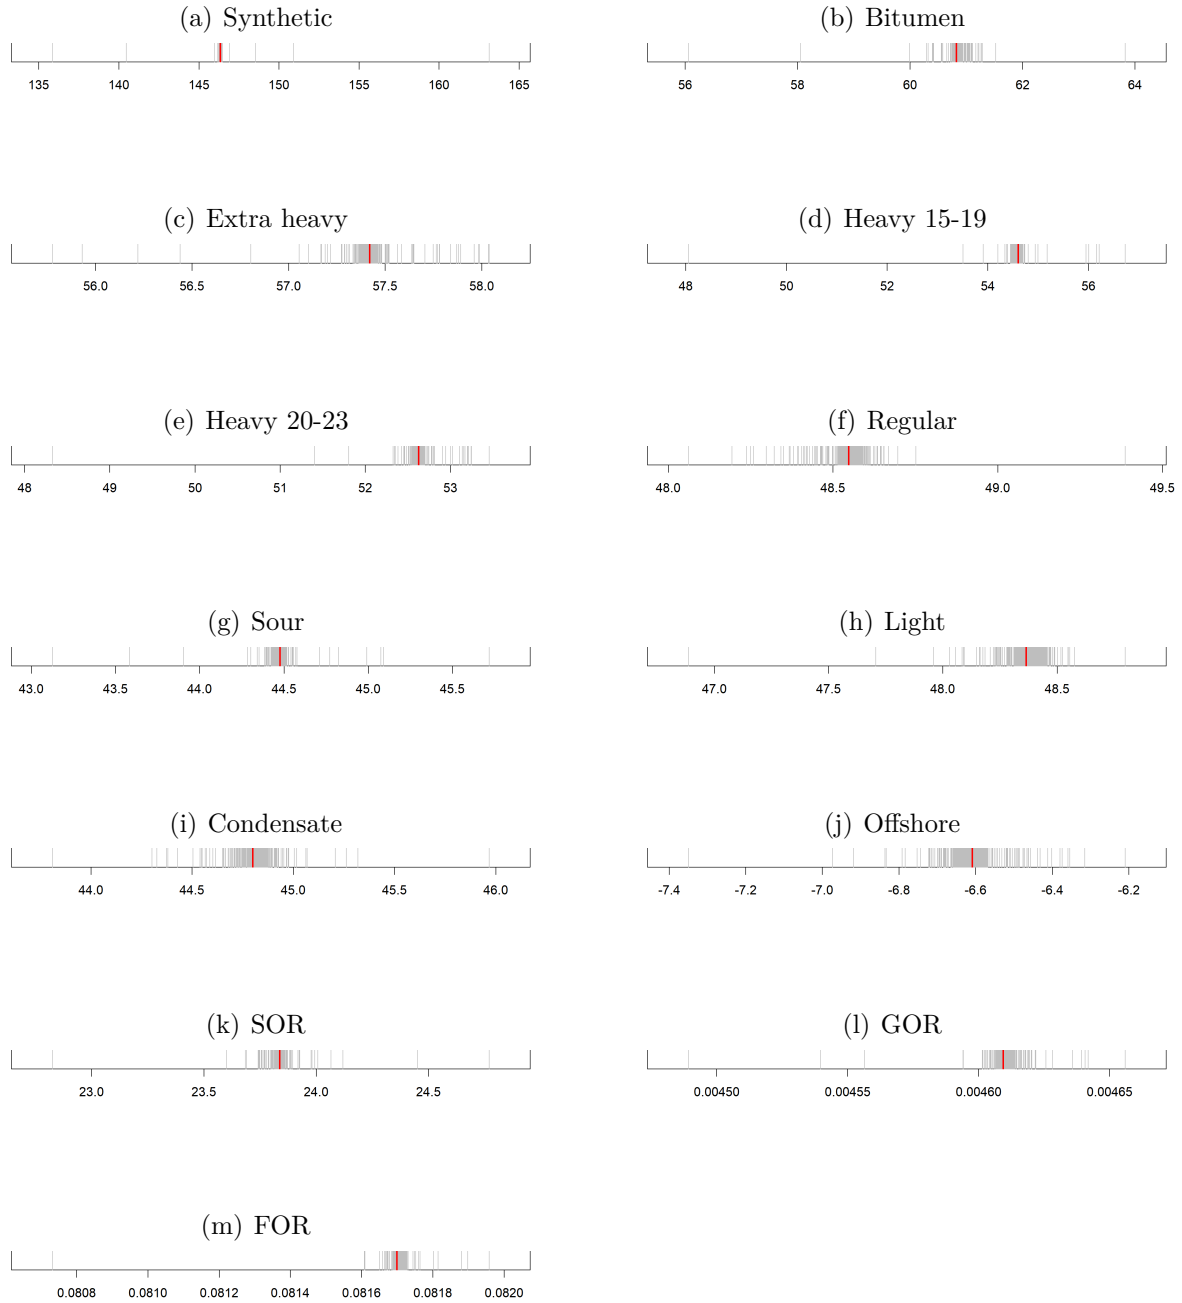 (a) Synthetic
135 140 145 150 155 160 165
(b) Bitumen
56 58 60 62 64
(c) Extra heavy
56.0 56.5 57.0 57.5 58.0
(d) Heavy 15-19
48 50 52 54 56
(e) Heavy 20-23
48 49 50 51 52 53
(f) Regular
48.0 48.5 49.0 49.5
(g) Sour
43.0 43.5 44.0 44.5 45.0 45.5
(h) Light
47.0 47.5 48.0 48.5
(i) Condensate
44.0 44.5 45.0 45.5 46.0
(j) Offshore
-7.4 -7.2 -7.0 -6.8 -6.6 -6.4 -6.2
(k) SOR
23.0 23.5 24.0 24.5
(l) GOR
0.00450 0.00455 0.00460 0.00465
(m) FOR
0.0808 0.0810 0.0812 0.0814 0.0816 0.0818 0.0820